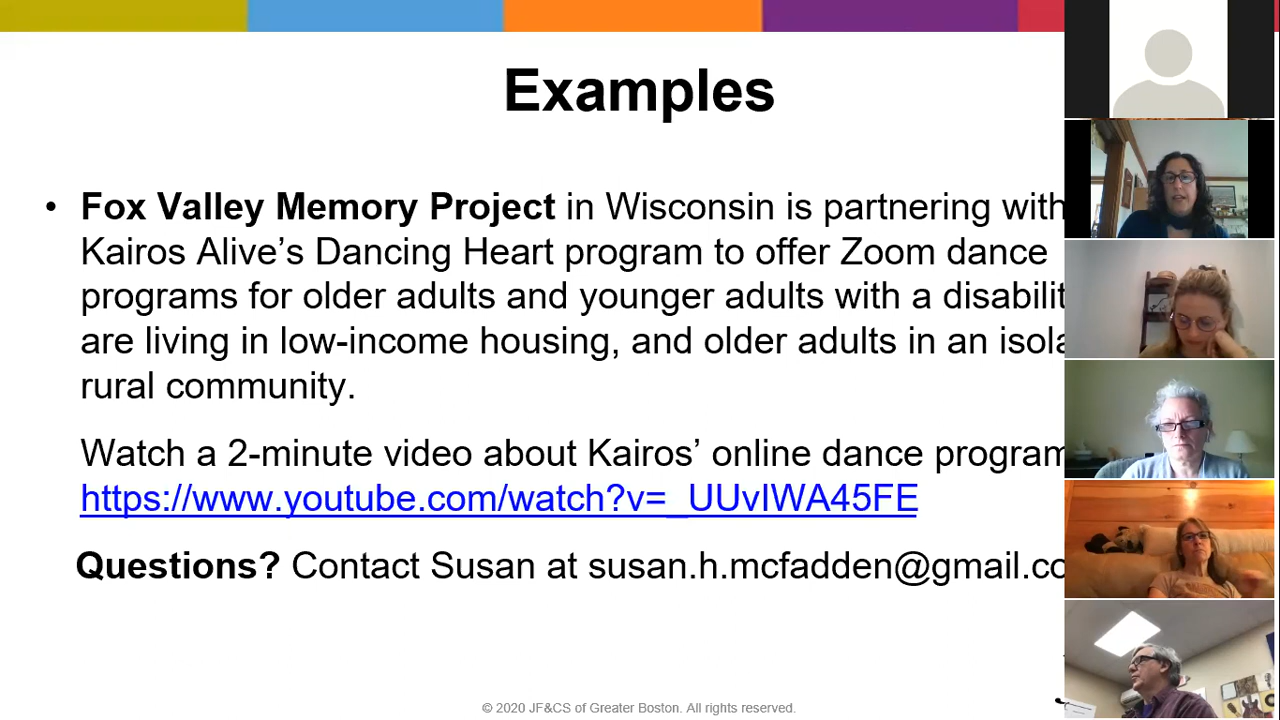 Examples
• Fox Valley Memory Project in Wisconsin is partnering with
Kairos Alive’s Dancing Heart program to offer Zoom dance
programs for older adults and younger adults with a disabilit
are living in low-income housing, and older adults in an isola
rural community.
Watch a 2-minute video about Kairos’ online dance program
https://www.youtube.com/watch?v=_UUvIWA45FE
Questions? Contact Susan at susan.h.mcfadden@gmail.co
© 2020 JF&CS of Greater Boston. All rights reserved.